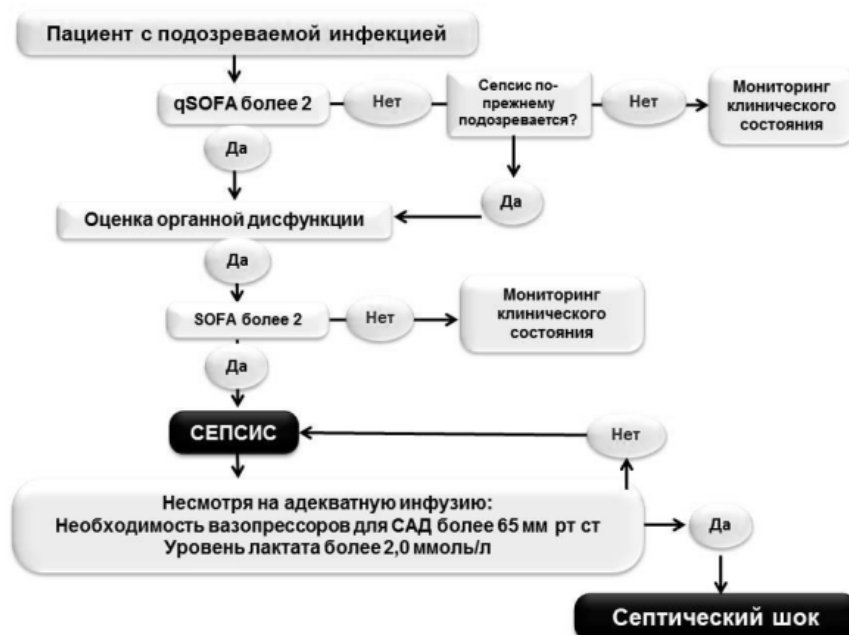 Пациент с подозреваемой инфекцией
qSOFA более 2
Нет
Сепсис по-
прежнему
подозревается?
Нет
Мониторинг
клинического
состояния
Да
Да
Оценка органной дисфункции
Да
SOFA более 2
Нет
Мониторинг
клинического
состояния
Да
СЕПСИС
Нет
Несмотря на адекватную инфузию:
Необходимость вазопрессоров для САД более 65 мм рт ст
Уровень лактата более 2,0 ммоль/л
Да
Септический шок